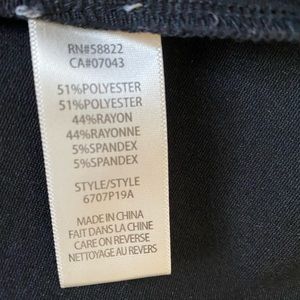 RN#58822
CA#07043
51%POLYESTER
51%POLYESTER
44%RAYON
44%RAYONNE
5%SPANDEX
5%SPANDEX
STYLE/STYLE
6707P19A
MADE IN CHINA
FAIT DANS LA CHINE
CARE ON REVERSE
NETTOYAGE AU REVERS